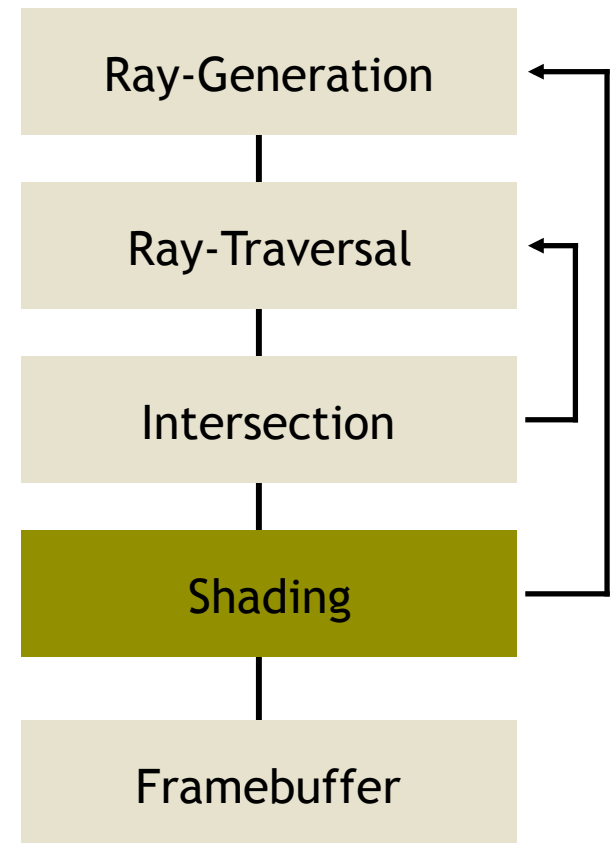 Ray-Generation
Ray-Traversal
Intersection
Shading
Framebuffer